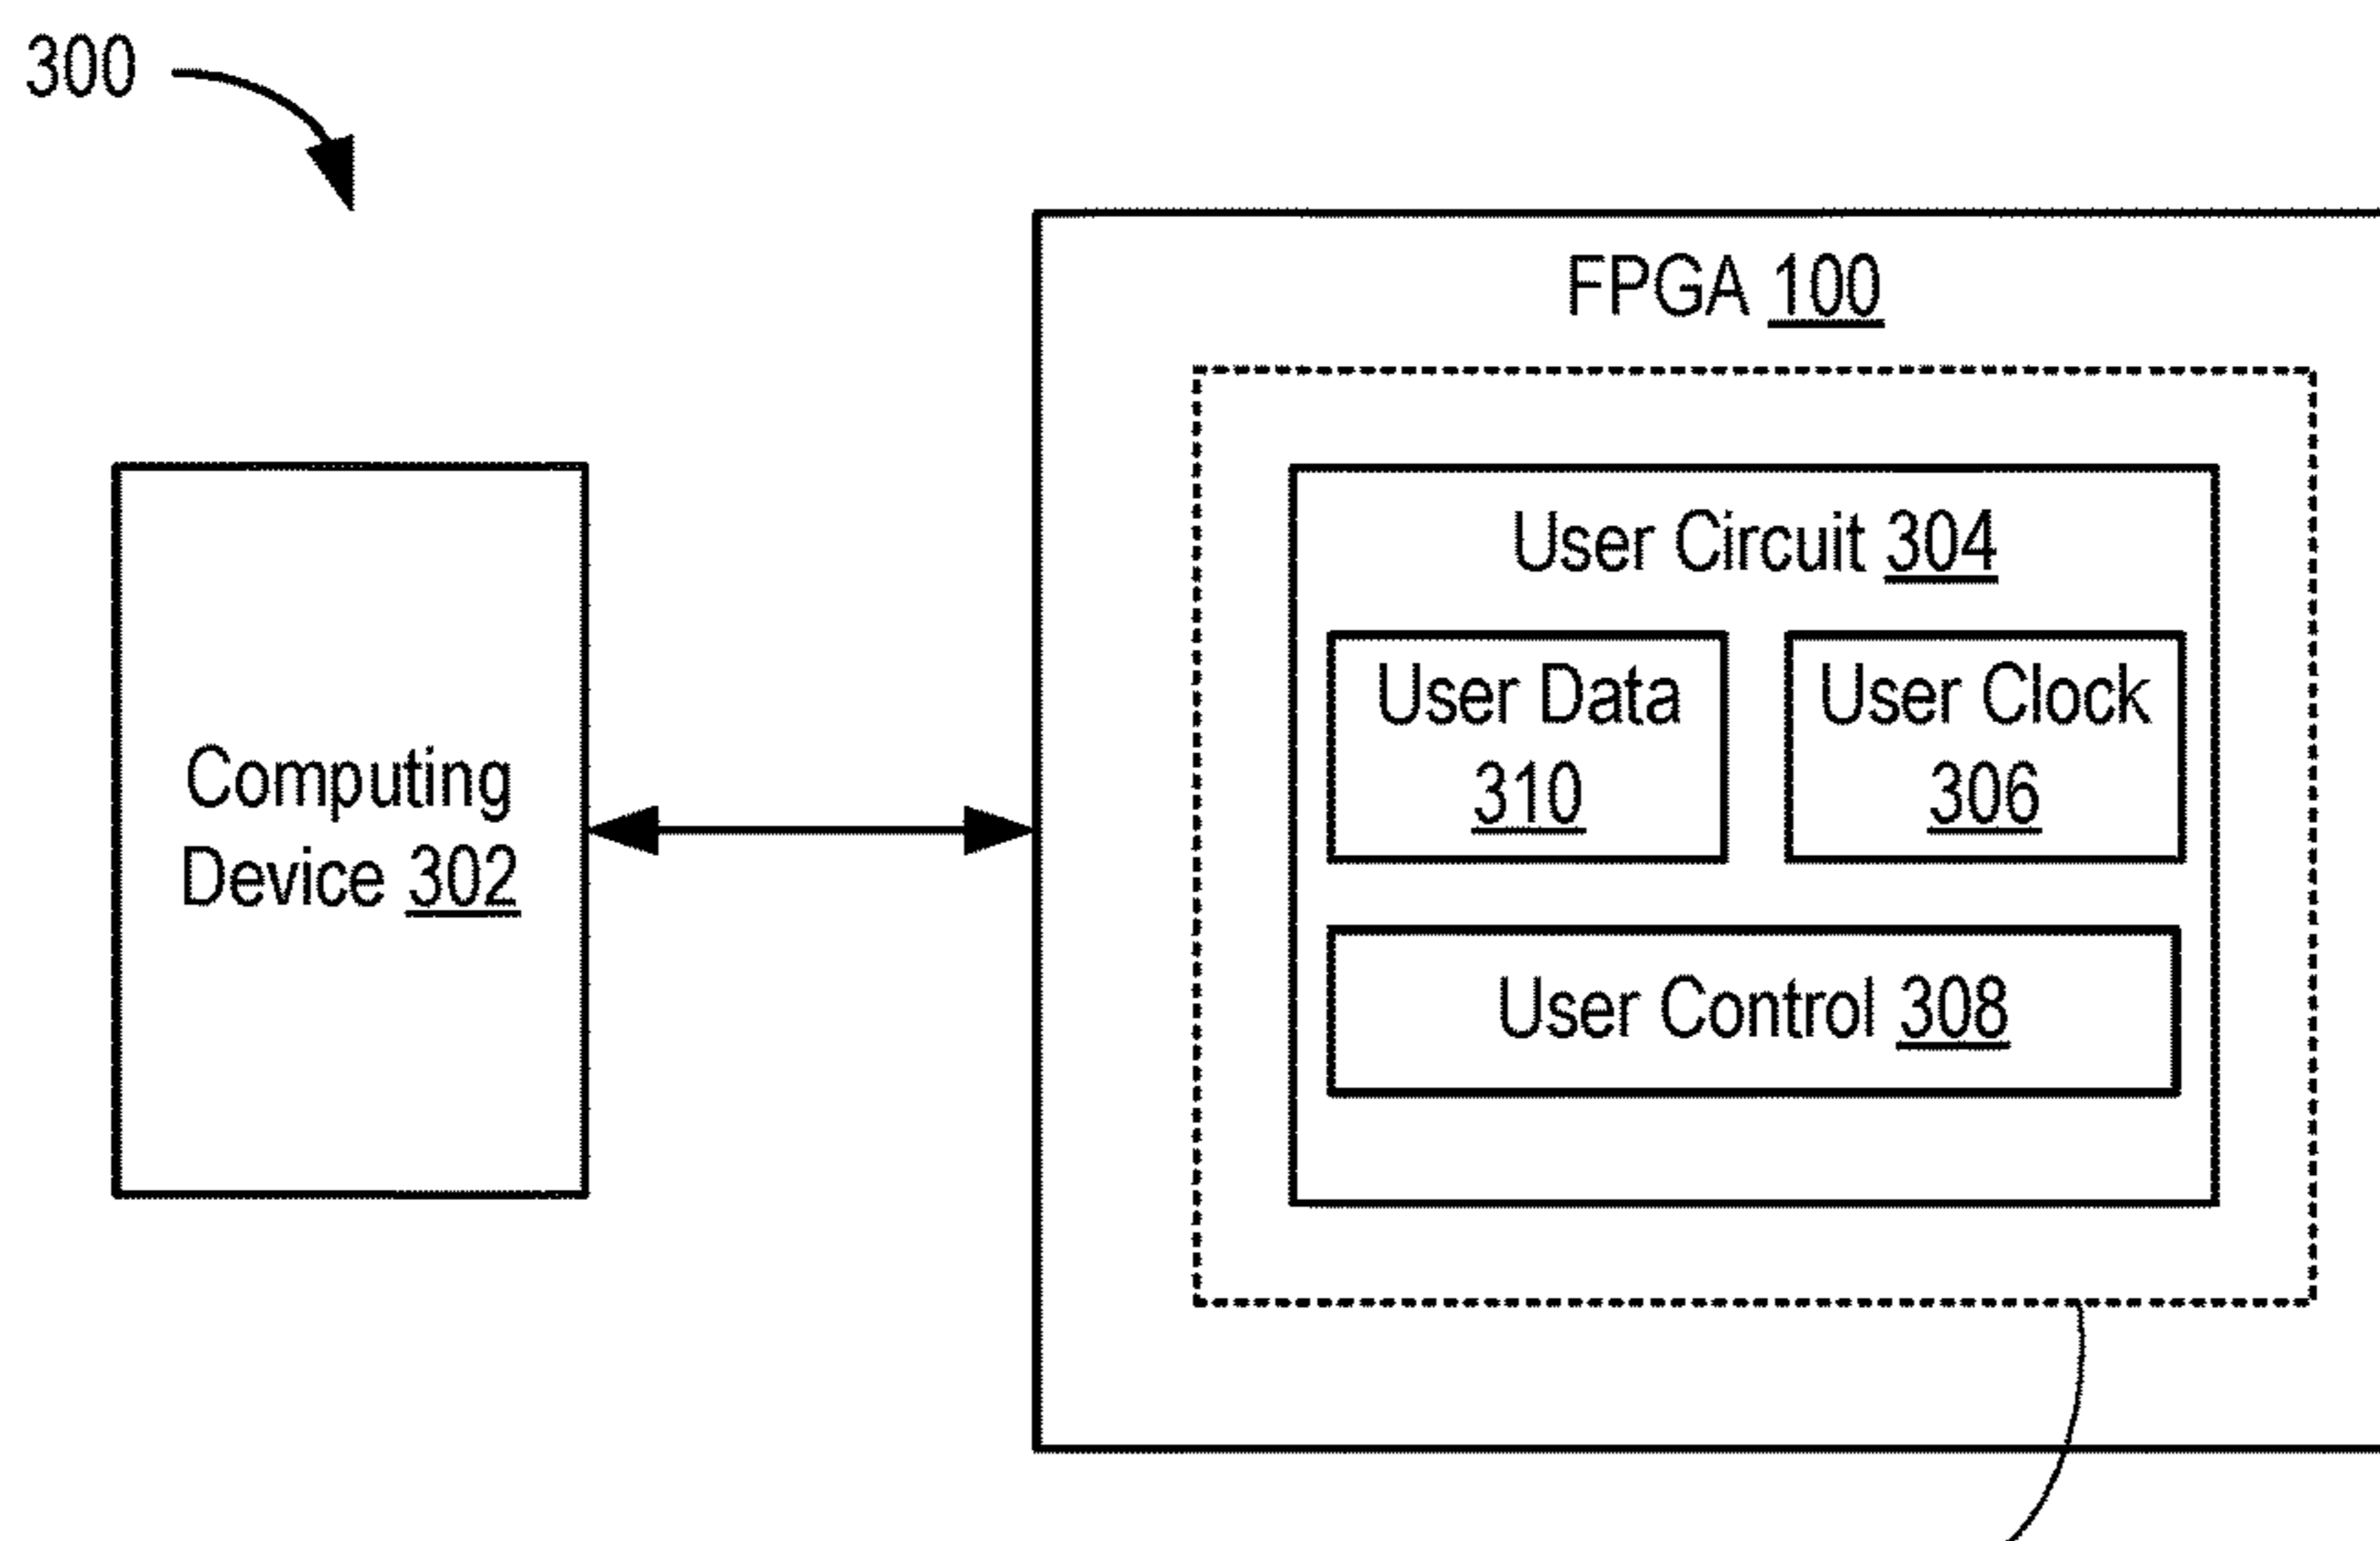 300
FPGA 100
User Circuit 304
User Data
310
User Clock
306
Computing
Device 302
User Control 308